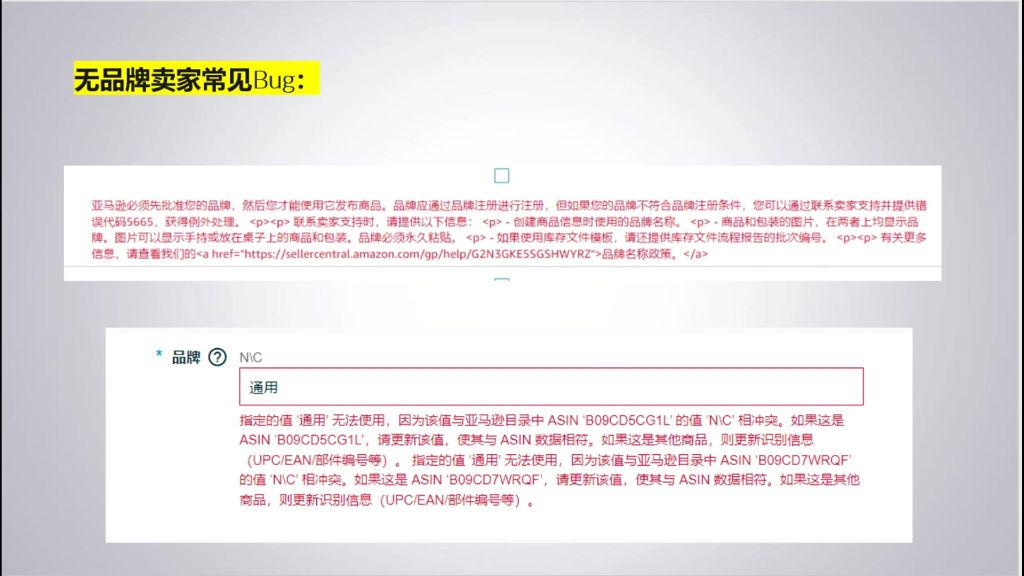 无品牌卖家常见Bug：
亚马逊必须先批准您的品牌，然后您才能使用它发布商品。品牌应通过品牌注册进行注册，但如果您的品牌不符合品牌注册条件，您可以通过联系卖家支持并提供错
误代码5665，获得例外处理。 <p><p> 联系卖家支持时，请提供以下信息： <p> - 创建商品信息时使用的品牌名称。 <p> - 商品和包装的图片，在两者上均显示品
牌。图片可以显示手持或放在桌子上的商品和包装。品牌必须永久粘贴。 <p> - 如果使用库存文件模板，请还提供库存文件流程报告的批次编号。 <p><p> 有关更多
信息，请查看我们的<a href="https://sellercentral.amazon.com/gp/help/G2N3GKE5SGSHWYRZ">品牌名称政策。</a>
* 品牌 ? N\C
通用
指定的值 '通用' 无法使用，因为该值与亚马逊目录中 ASIN 'B09CD5CG1L' 的值 'N\C' 相冲突。如果这是
ASIN 'B09CD5CG1L'，请更新该值，使其与 ASIN 数据相符。如果这是其他商品，则更新识别信息
（UPC/EAN/部件编号等）。 指定的值 '通用' 无法使用，因为该值与亚马逊目录中 ASIN 'B09CD7WRQF'
的值 'N\C' 相冲突。如果这是 ASIN 'B09CD7WRQF'，请更新该值，使其与 ASIN 数据相符。如果这是其他
商品，则更新识别信息（UPC/EAN/部件编号等）。